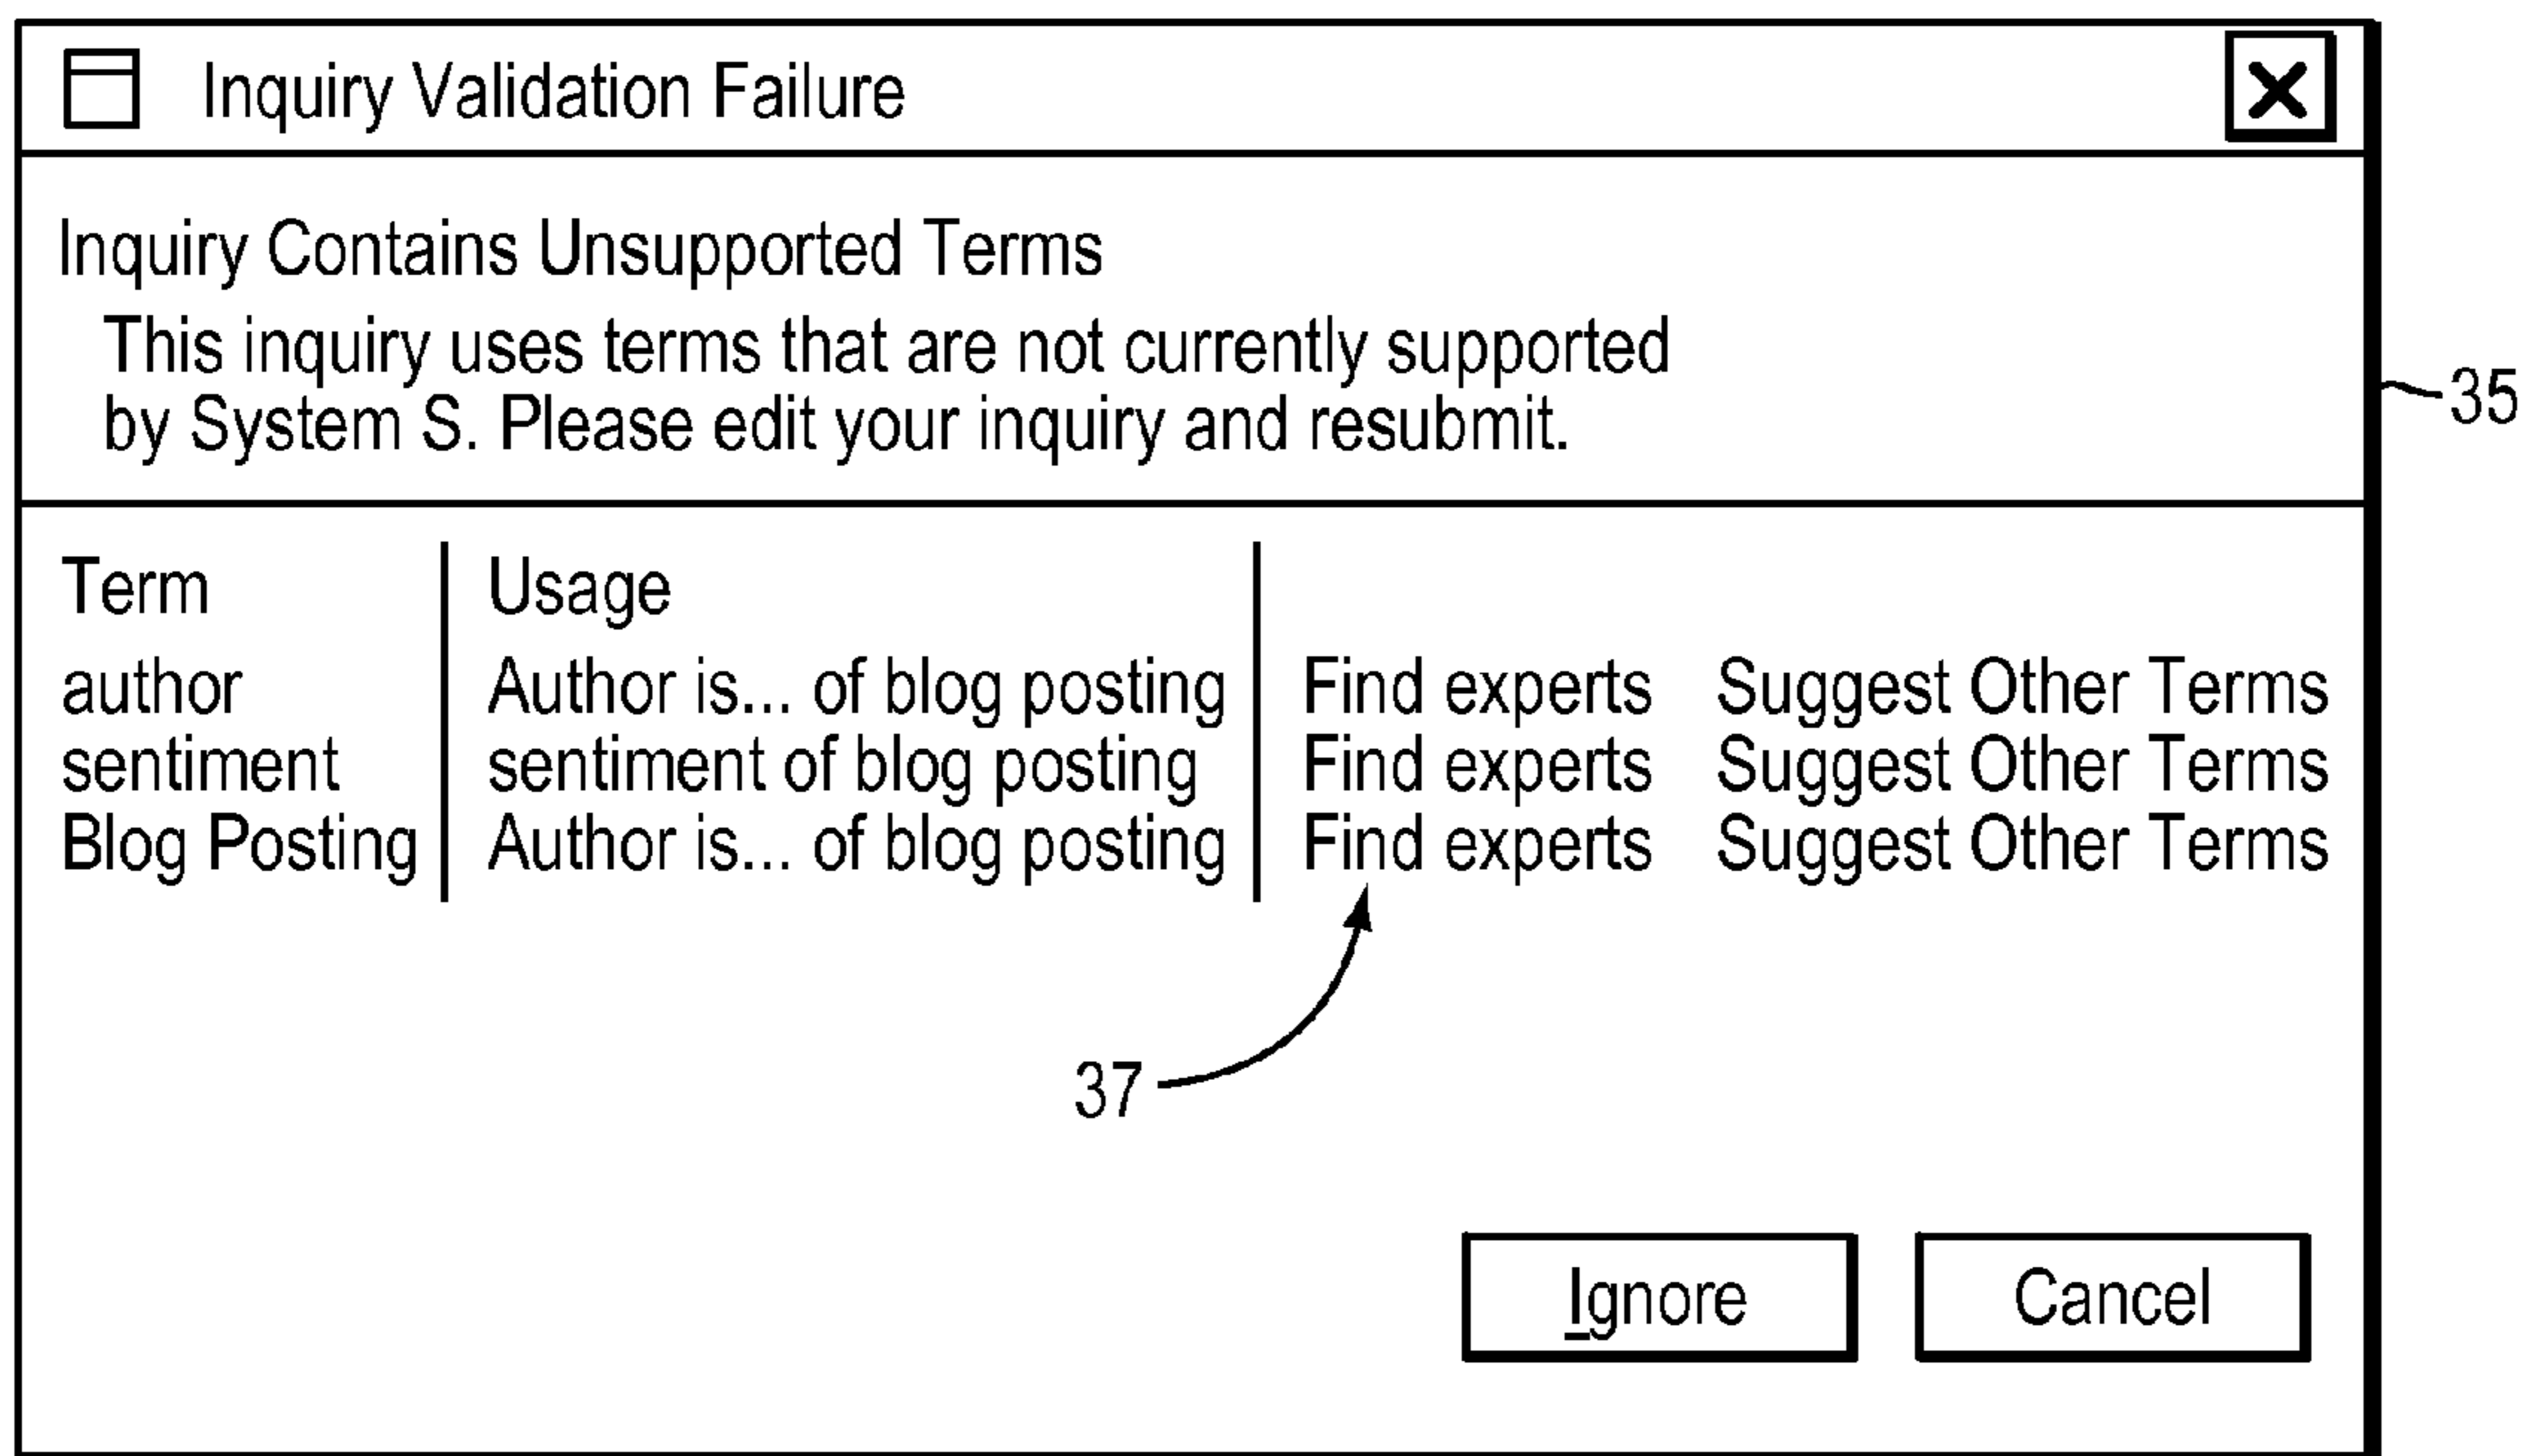 Inquiry Validation Failure
Inquiry Contains Unsupported Terms
This inquiry uses terms that are not currently supported
by System S. Please edit your inquiry and resubmit.
35
Term Usage
author Author is... of blog posting Find experts Suggest Other Terms
sentiment sentiment of blog posting Find experts Suggest Other Terms
Blog Posting Author is... of blog posting Find experts Suggest Other Terms
37
Ignore Cancel